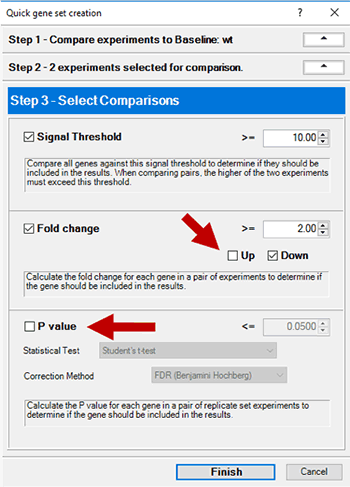 Quick gene set creation ? ×
Step 1 - Compare experiments to Baseline: wt
Step 2 - 2 experiments selected for comparison.
Step 3 - Select Comparisons
Signal Threshold >= 10.00
Compare all genes against this signal threshold to determine if they should be
included in the results. When comparing pairs, the higher of the two experiments
must exceed this threshold.
Fold change >= 2.00
Up Down
Calculate the fold change for each gene in a pair of experiments to determine if
the gene should be included in the results.
P value <= 0.0500
Statistical Test Student's t-test
Correction Method FDR (Benjamini Hochberg)
Calculate the P value for each gene in a pair of replicate set experiments to
determine if the gene should be included in the results.
Finish Cancel